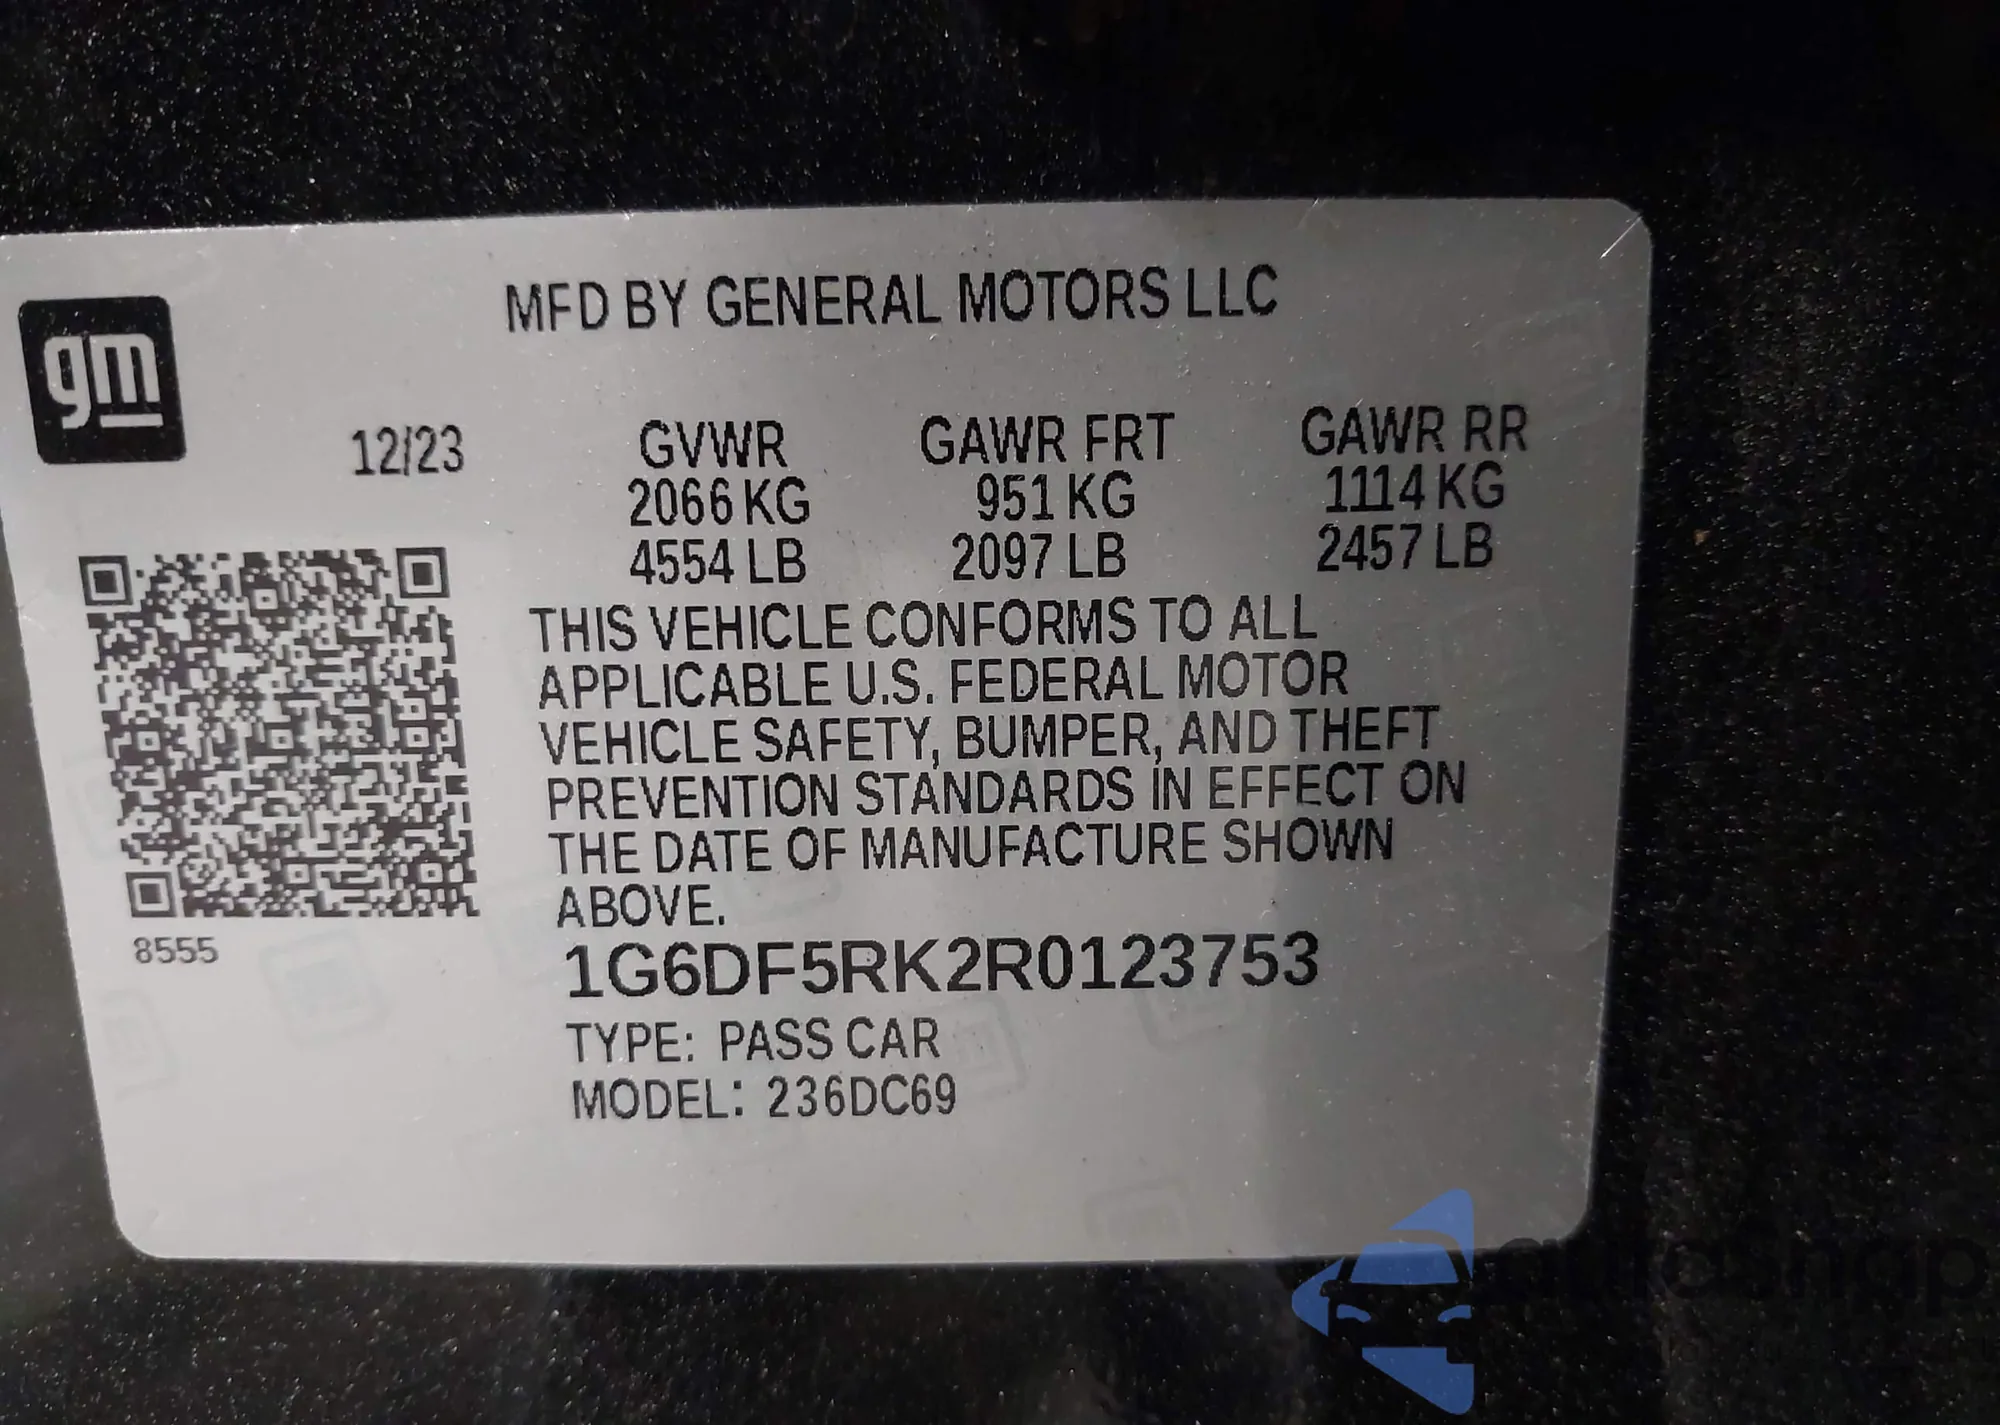 MFD BY GENERAL MOTORS LLC
gm
12/23
GVWR GAWR FRT GAWR RR
2066 KG 951 KG 1114 KG
4554 LB 2097 LB 2457 LB
THIS VEHICLE CONFORMS TO ALL
APPLICABLE U.S. FEDERAL MOTOR
VEHICLE SAFETY, BUMPER, AND THEFT
PREVENTION STANDARDS IN EFFECT ON
THE DATE OF MANUFACTURE SHOWN
ABOVE.
8555
1G6DF5RK2R0123753
TYPE: PASS CAR
MODEL: 236DC69
autosnap